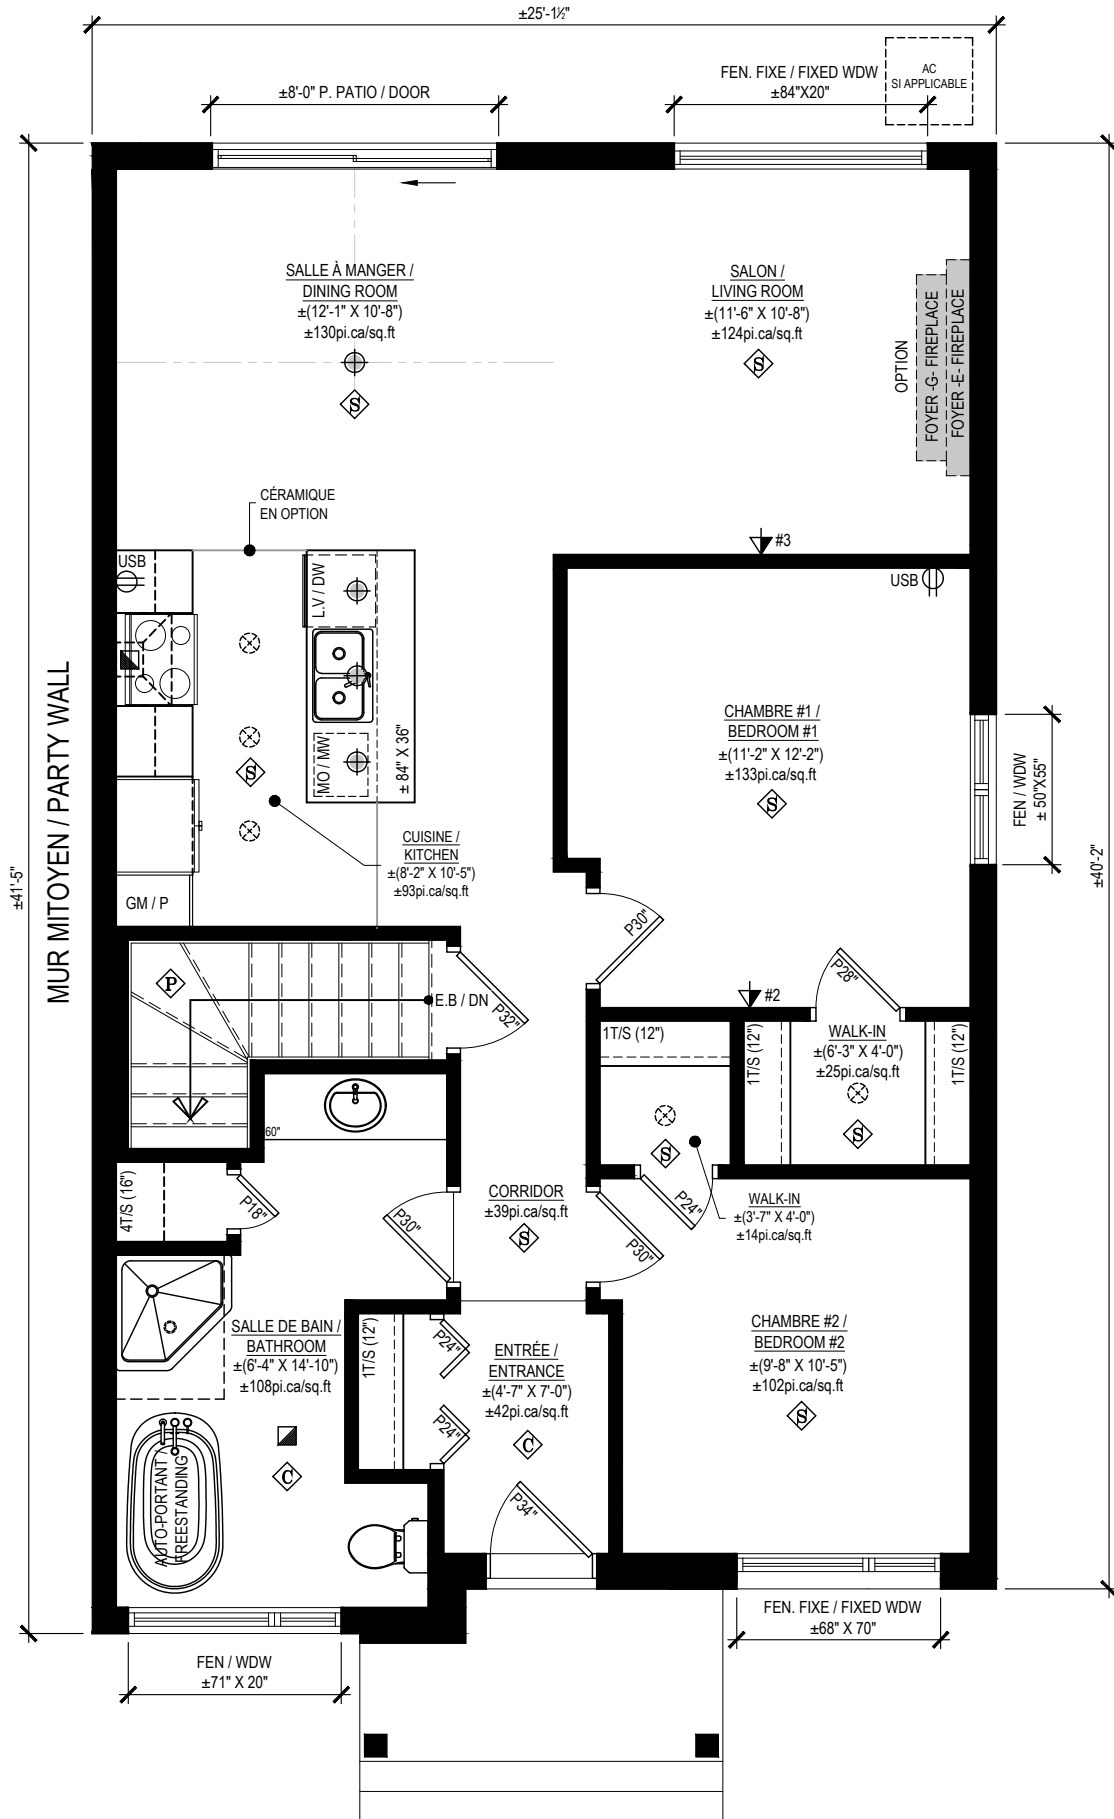 ±25'-1½"
AC
SI APPLICABLE
FEN. FIXE / FIXED WDW
±84"X20"
±8'-0" P. PATIO / DOOR
SALLE À MANGER /
DINING ROOM
±(12'-1" X 10'-8")
±130pi.ca/sq.ft
S
SALON /
LIVING ROOM
±(11'-6" X 10'-8")
±124pi.ca/sq.ft
S
OPTION
FOYER -G- FIREPLACE
FOYER -E- FIREPLACE
CÉRAMIQUE
EN OPTION
#3
USB
L.V / DW
USB
MUR MITOYEN / PARTY WALL
±41'-5"
±40'-2"
S
MO / MW
± 84" X 36"
CHAMBRE #1 /
BEDROOM #1
±(11'-2" X 12'-2")
±133pi.ca/sq.ft
S
FEN / WDW
± 50"X55"
CUISINE /
KITCHEN
±(8'-2" X 10'-5")
±93pi.ca/sq.ft
GM / P
P30"
P28"
P
E.B / DN
P32"
#2
1T/S (12")
1T/S (12")
WALK-IN
±(6'-3" X 4'-0")
±25pi.ca/sq.ft
S
1T/S (12")
60"
S
4T/S (16")
P18"
P30"
CORRIDOR
±39pi.ca/sq.ft
S
P30"
P24"
WALK-IN
±(3'-7" X 4'-0")
±14pi.ca/sq.ft
SALLE DE BAIN /
BATHROOM
±(6'-4" X 14'-10")
±108pi.ca/sq.ft
C
1T/S (12")
P24"
P24"
ENTRÉE /
ENTRANCE
±(4'-7" X 7'-0")
±42pi.ca/sq.ft
C
CHAMBRE #2 /
BEDROOM #2
±(9'-8" X 10'-5")
±102pi.ca/sq.ft
S
AUTO-PORTANT /
FREESTANDING
P34"
FEN. FIXE / FIXED WDW
±68" X 70"
FEN / WDW
±71" X 20"